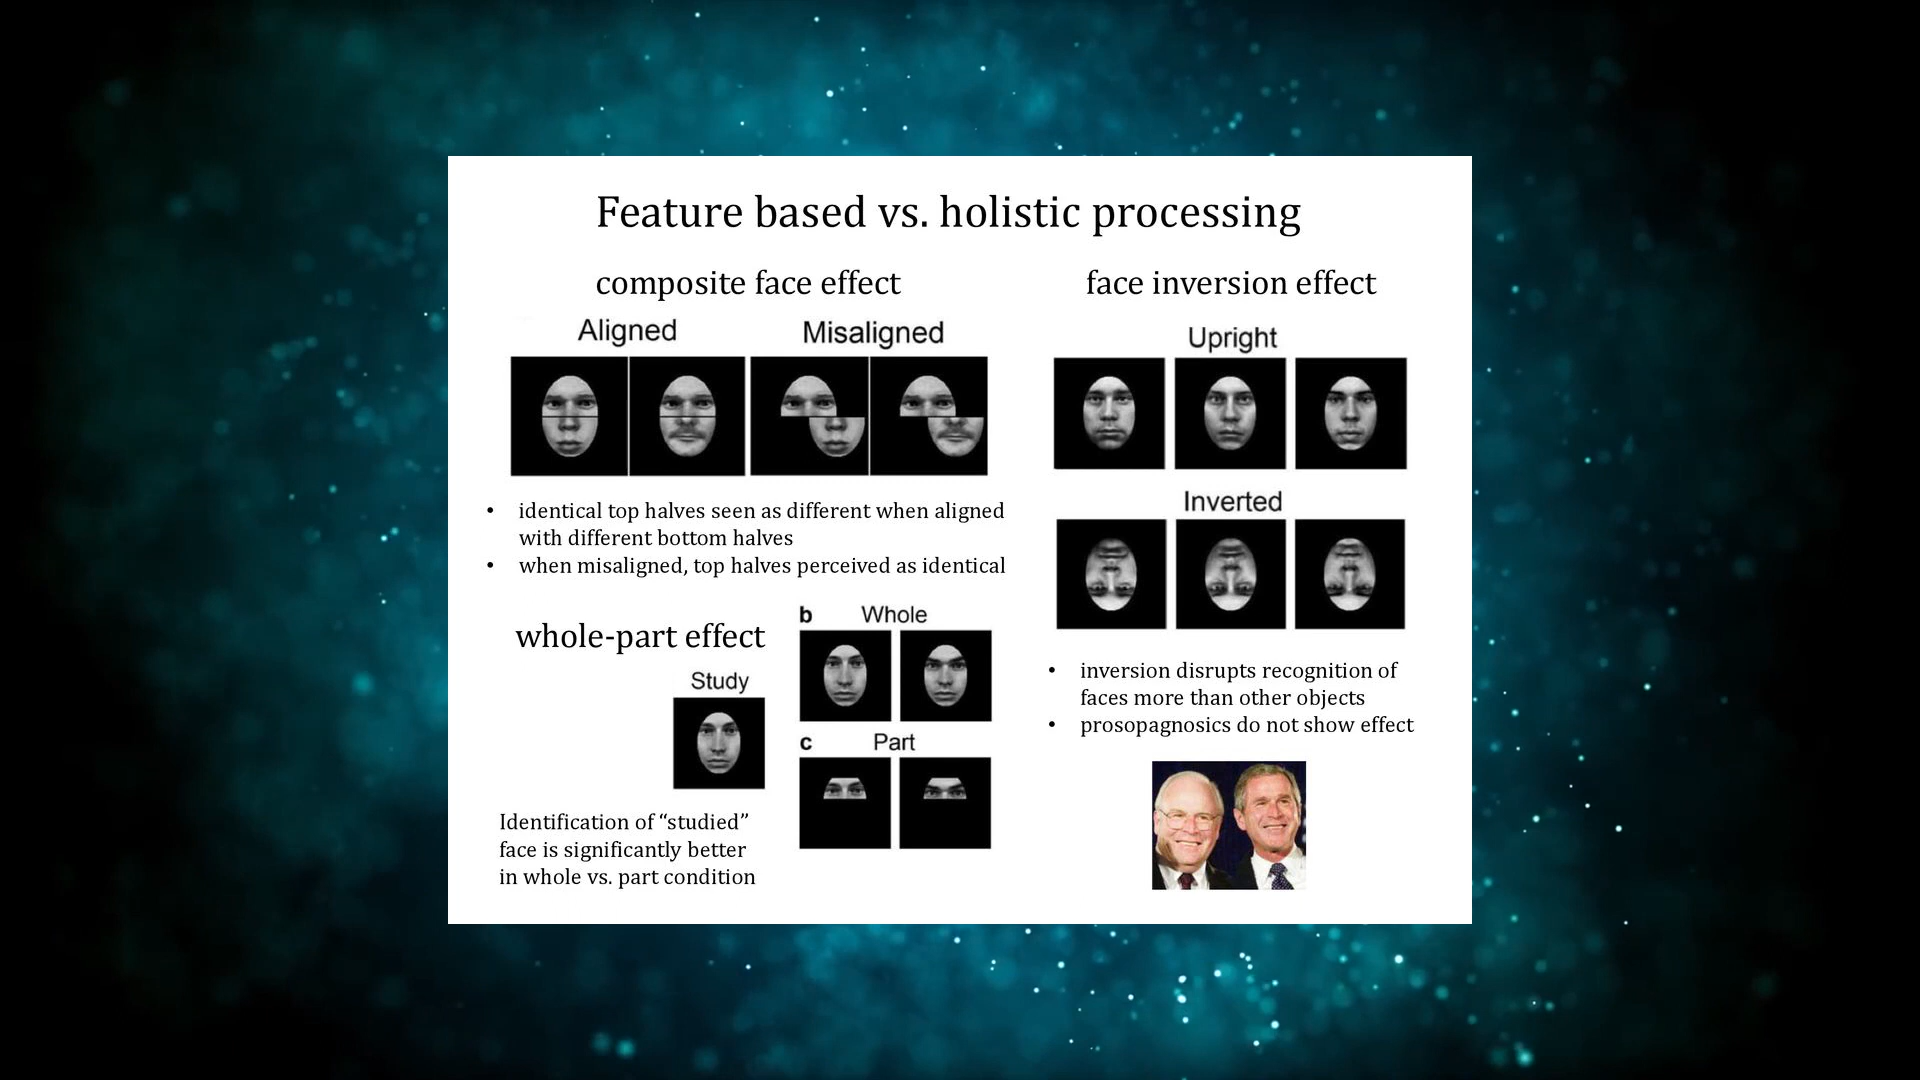 Feature based vs. holistic processing
composite face effect
Aligned
Misaligned
• identical top halves seen as different when aligned
with different bottom halves
• when misaligned, top halves perceived as identical
whole-part effect
Study
b Whole
c Part
Identification of “studied”
face is significantly better
in whole vs. part condition
face inversion effect
Upright
Inverted
• inversion disrupts recognition of
faces more than other objects
• prosopagnosics do not show effect